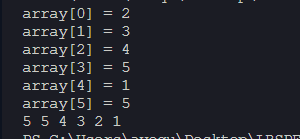 array[0] = 2
array[1] = 3
array[2] = 4
array[3] = 5
array[4] = 1
array[5] = 5
5 5 4 3 2 1